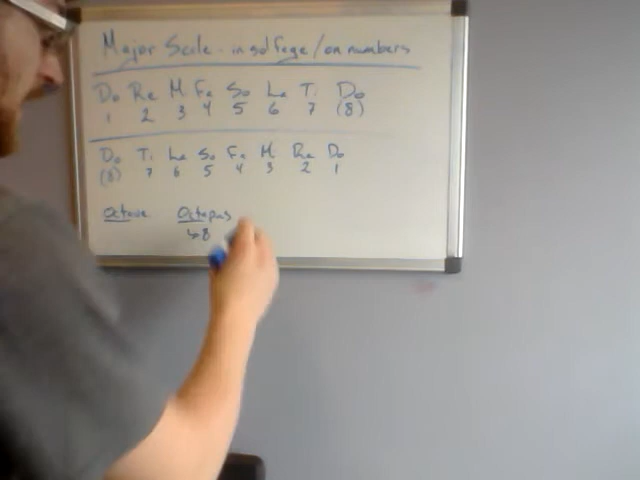 Major Scale - in solfege / on numbers
Do Re Mi Fa So La Ti Do
1 2 3 4 5 6 7 (8)
Do Ti La So Fa Mi Re Do
(8) 7 6 5 4 3 2 1
Octave Octopus
↳8